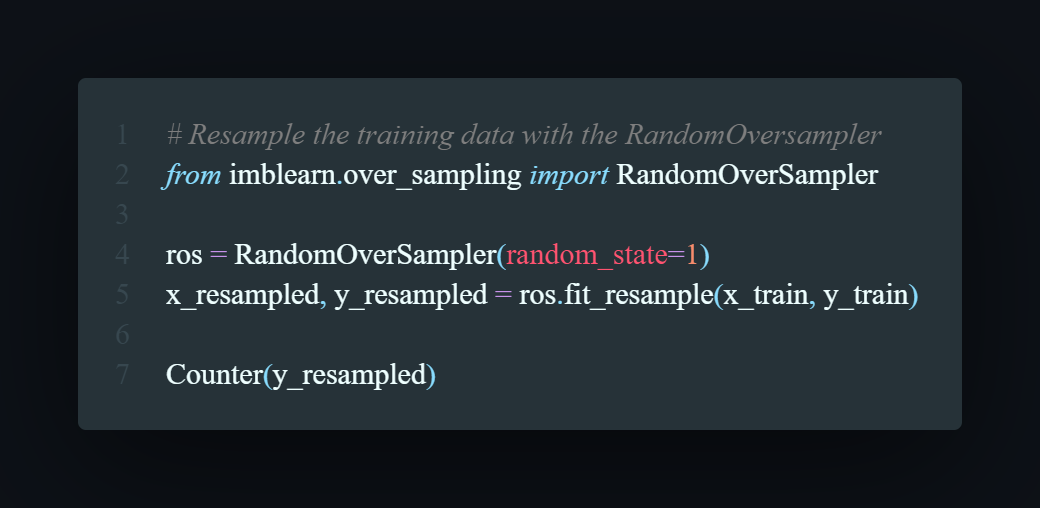 1 # Resample the training data with the RandomOversampler
2 from imblearn.over_sampling import RandomOverSampler
3
4 ros = RandomOverSampler(random_state=1)
5 x_resampled, y_resampled = ros.fit_resample(x_train, y_train)
6
7 Counter(y_resampled)